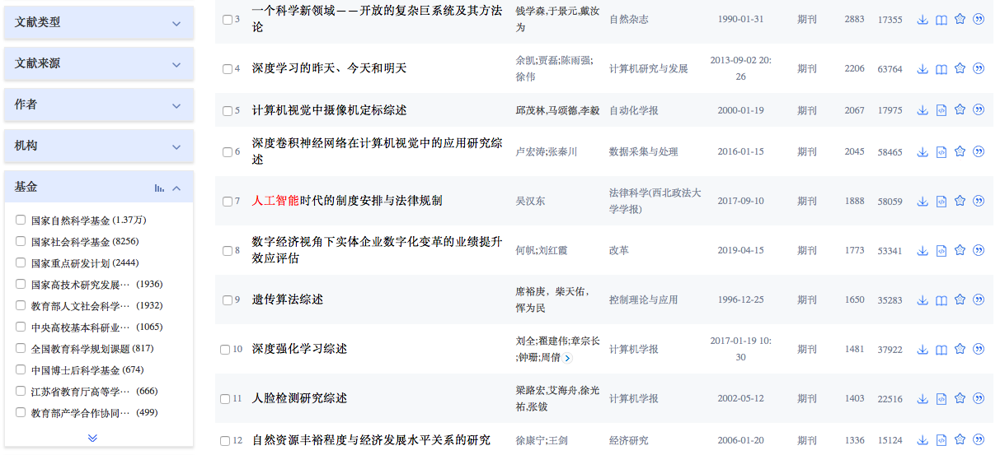 文献类型
文献来源
作者
机构
基金
国家自然科学基金 (1.37万)
国家社会科学基金 (8256)
国家重点研发计划 (2444)
国家高技术研究发展… (1936)
教育部人文社会科学… (1932)
中央高校基本科研业… (1065)
全国教育科学规划课题 (817)
中国博士后科学基金 (674)
江苏省教育厅高等学… (666)
教育部产学合作协同… (499)
3 一个科学新领域——开放的复杂巨系统及其方法 钱学森,于景元,戴汝 自然杂志 1990-01-31 期刊 2883 17355
论 为
4 深度学习的昨天、今天和明天 余凯;贾磊;陈雨强; 计算机研究与发展 2013-09-02 20: 期刊 2206 63764
徐伟 26
5 计算机视觉中摄像机定标综述 邱茂林,马颂德,李毅 自动化学报 2000-01-19 期刊 2067 17975
6 深度卷积神经网络在计算机视觉中的应用研究综 卢宏涛;张秦川 数据采集与处理 2016-01-15 期刊 2045 58465
述
7 人工智能时代的制度安排与法律规制 吴汉东 法律科学(西北政法大 2017-09-10 期刊 1888 58059
学学报)
8 数字经济视角下实体企业数字化变革的业绩提升 何帆;刘红霞 改革 2019-04-15 期刊 1773 53341
效应评估
9 遗传算法综述 席裕庚，柴天佑， 控制理论与应用 1996-12-25 期刊 1650 35283
恽为民
10 深度强化学习综述 刘全;翟建伟;章宗长 计算机学报 2017-01-19 10: 期刊 1481 37922
;钟珊;周倩 30
11 人脸检测研究综述 梁路宏,艾海舟,徐光 计算机学报 2002-05-12 期刊 1403 22516
祐,张钹
12 自然资源丰裕程度与经济发展水平关系的研究 徐康宁;王剑 经济研究 2006-01-20 期刊 1336 15124